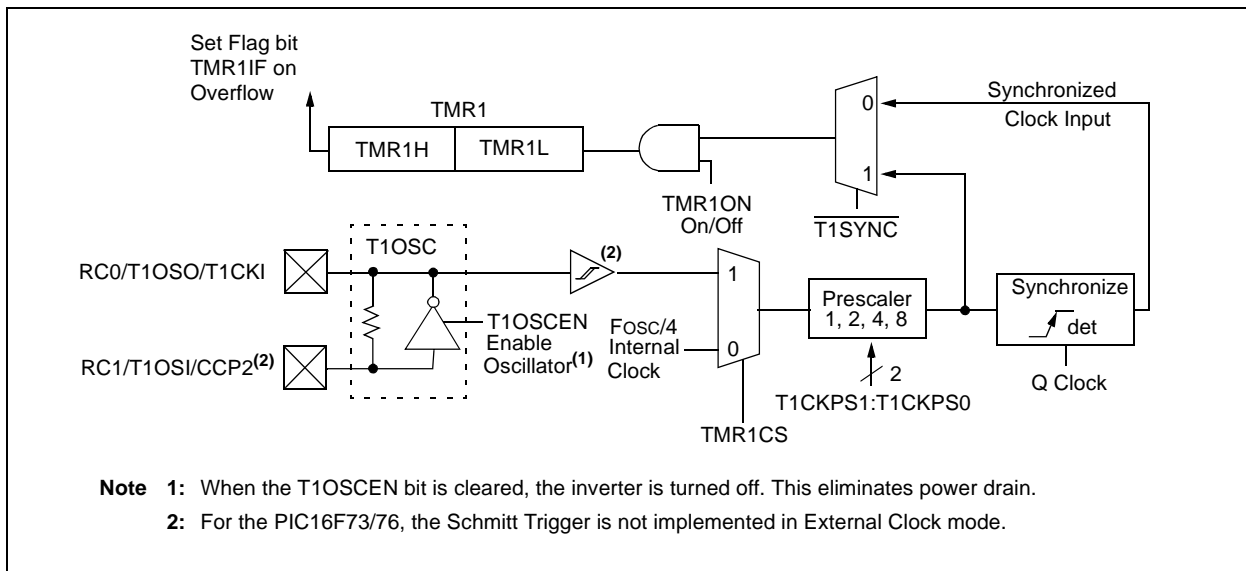 Set Flag bit
TMR1IF on
Overflow
TMR1
TMR1H
TMR1L
TMR1ON
On/Off
0
1
T1SYNC
Synchronized
Clock Input
T1OSC
RC0/T1OSO/T1CKI
(2)
RC1/T1OSI/CCP2(2)
T1OSCEN
Enable
Oscillator(1)
FOSC/4
Internal
Clock
1
0
TMR1CS
Prescaler
1, 2, 4, 8
2
T1CKPS1:T1CKPS0
Synchronize
det
Q Clock
Note 1: When the T1OSCEN bit is cleared, the inverter is turned off. This eliminates power drain.
2: For the PIC16F73/76, the Schmitt Trigger is not implemented in External Clock mode.